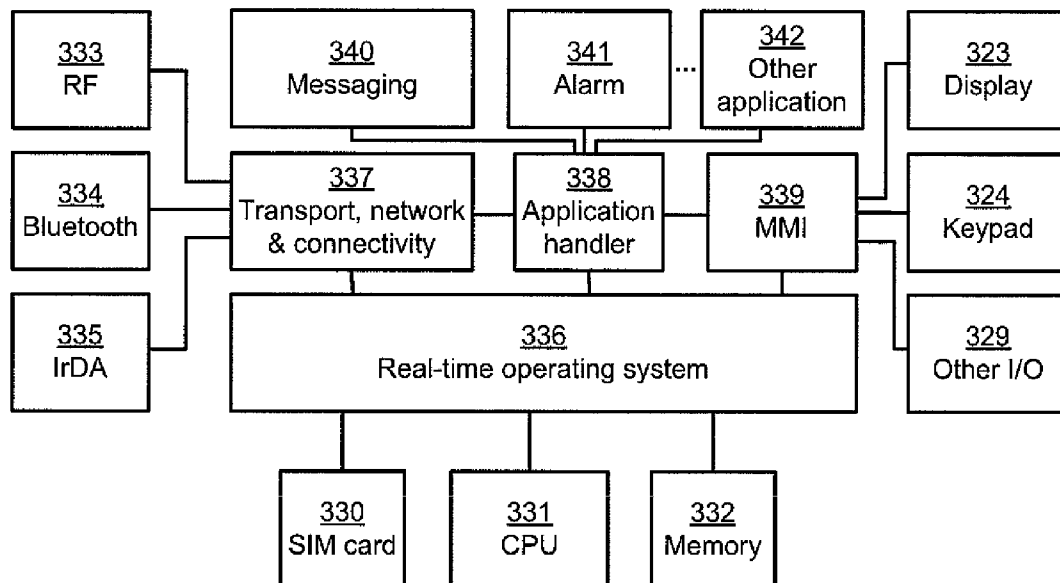 333
RF
340
Messaging
341
Alarm
...
342
Other
application
323
Display
334
Bluetooth
337
Transport, network
& connectivity
338
Application
handler
339
MMI
324
Keypad
335
IrDA
336
Real-time operating system
329
Other I/O
330
SIM card
331
CPU
332
Memory